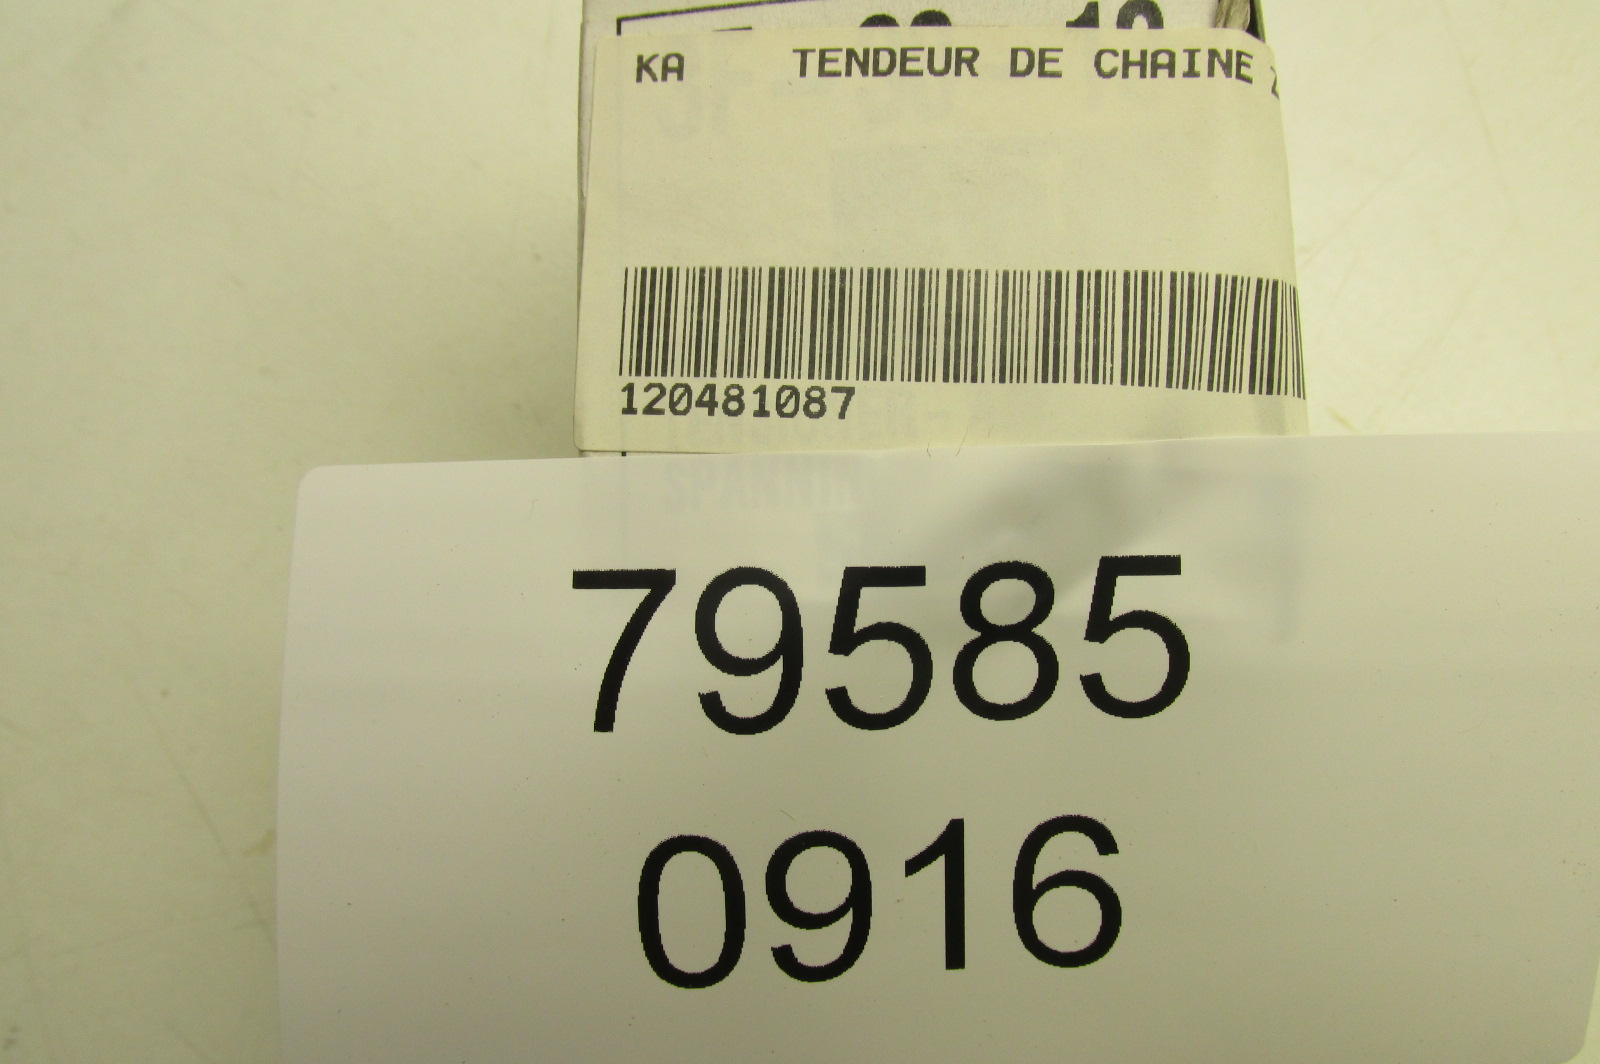 KA TENDEUR DE CHAINE
120481087
79585
0916